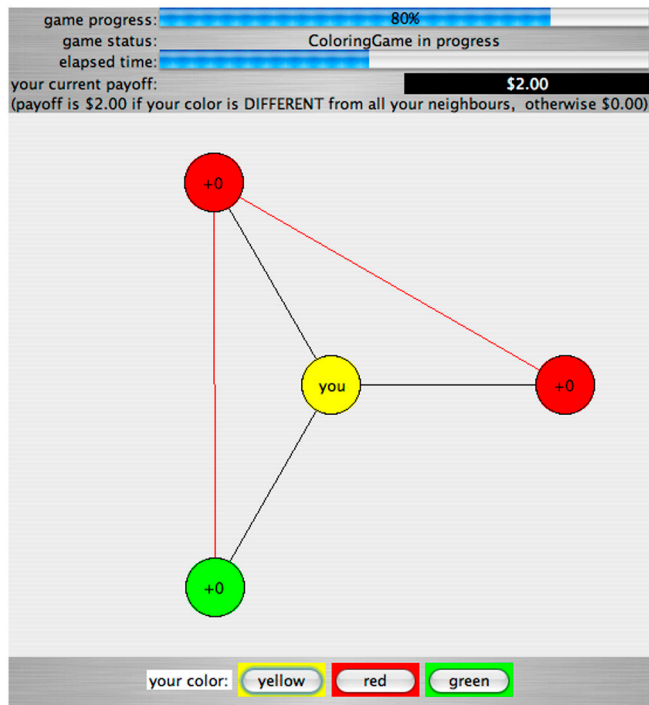 game progress: 80%
game status: ColoringGame in progress
elapsed time:
your current payoff: $2.00
(payoff is $2.00 if your color is DIFFERENT from all your neighbours, otherwise $0.00)
+0
you
+0
+0
your color: yellow red green